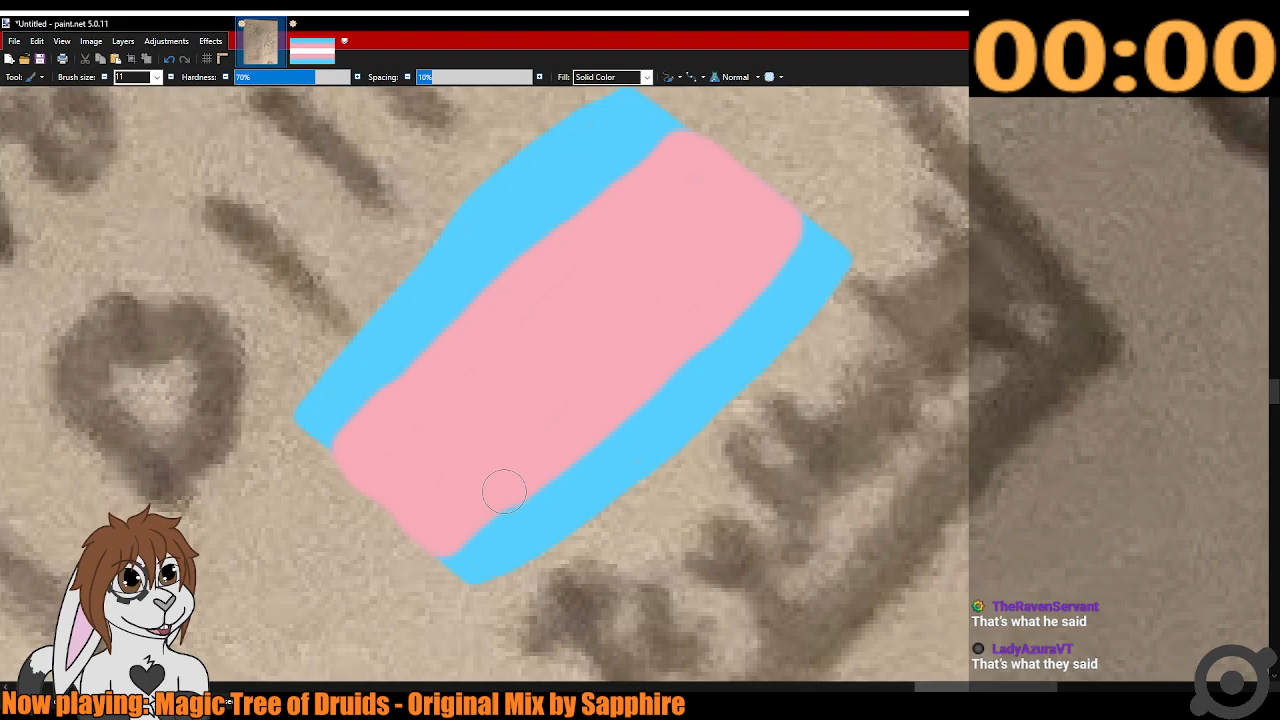 *Untitled - paint.net 5.0.11
File Edit View Image Layers Adjustments Effects
Tool: Brush size: 11 Hardness: 70% Spacing: 10% Fill: Solid Color Normal
00:00
TheRavenServant
That's what he said
LadyAzuraVT
That's what they said
Now playing: Magic Tree of Druids - Original Mix by Sapphire